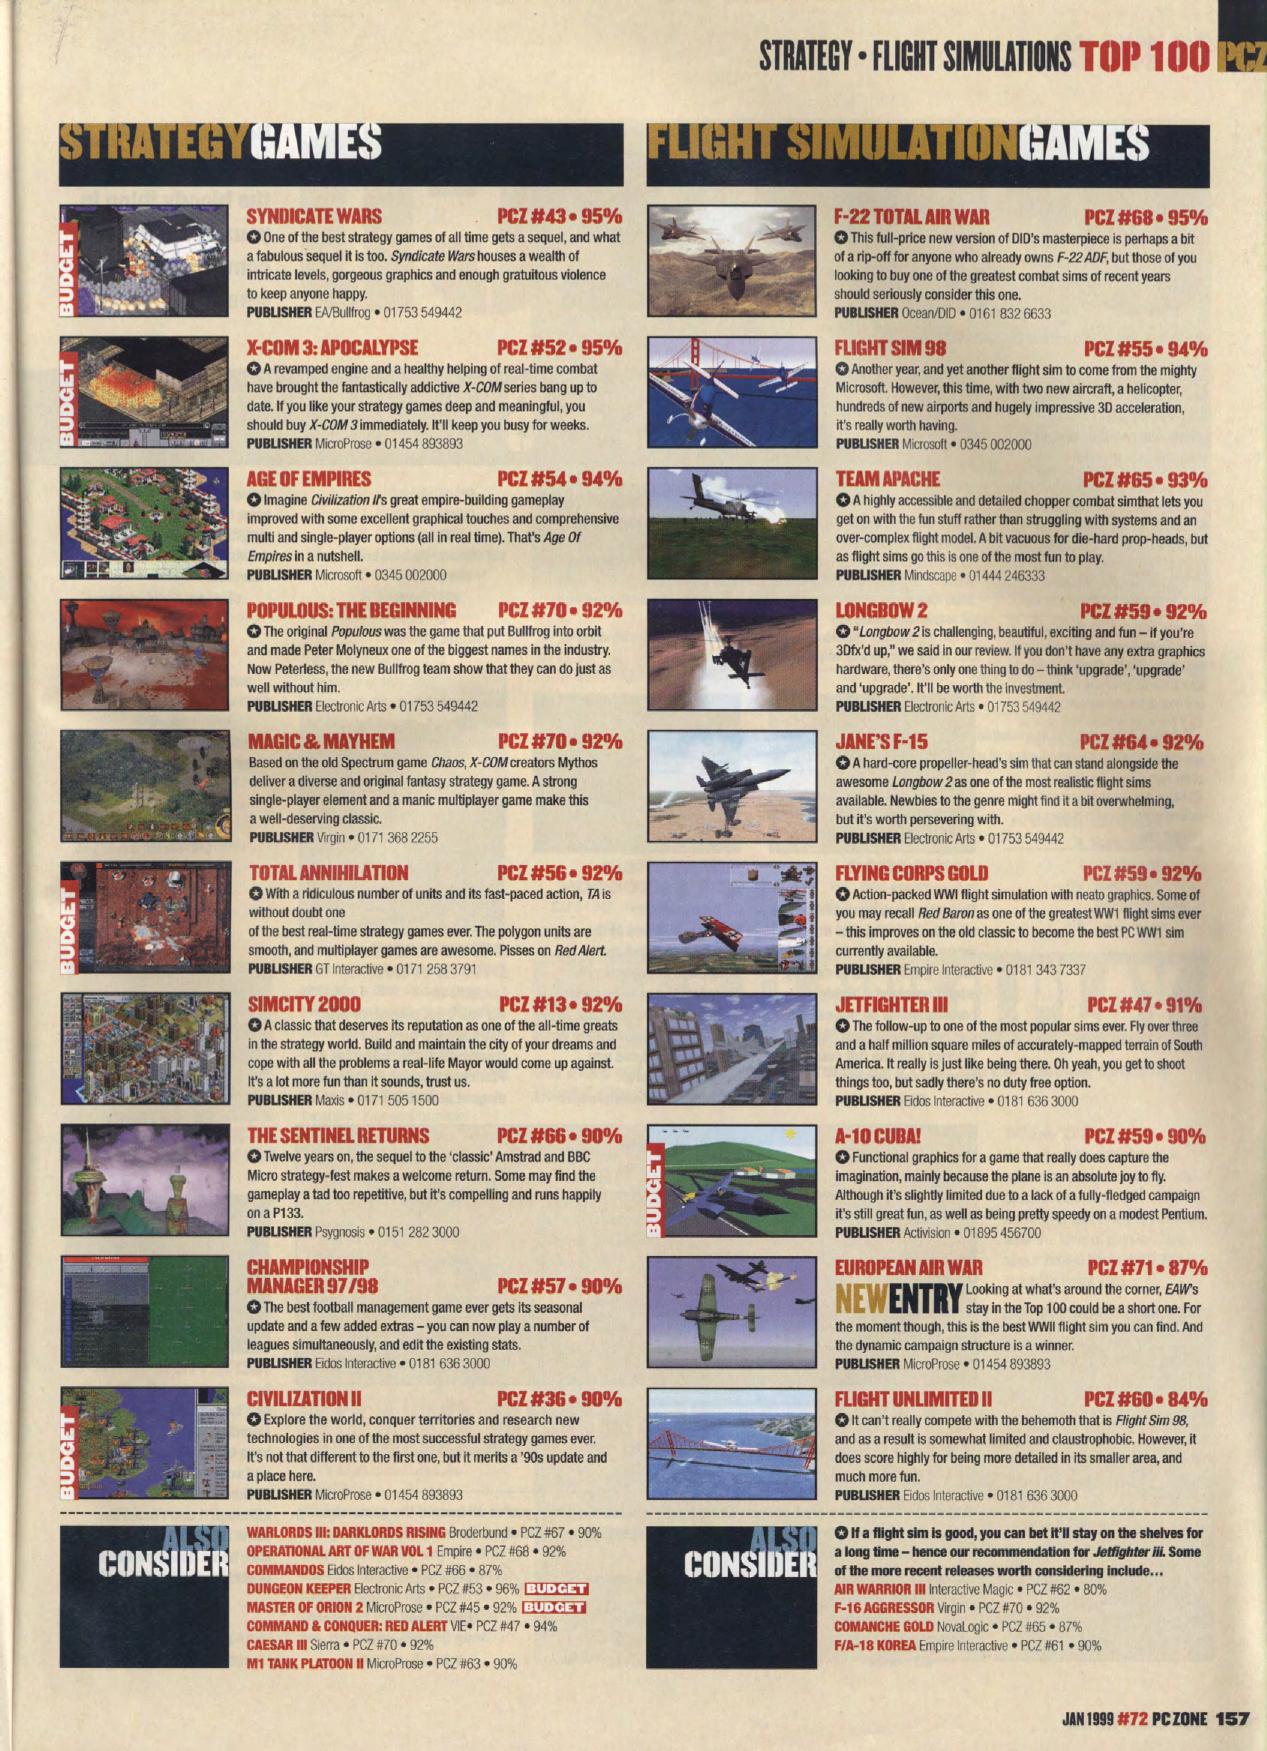 STRATEGY • FLIGHT SIMULATIONS TOP 100 PCZ
STRATEGYGAMES
BUDGET
SYNDICATE WARS PCZ #43 • 95%
One of the best strategy games of all time gets a sequel, and what
a fabulous sequel it is too. Syndicate Wars houses a wealth of
intricate levels, gorgeous graphics and enough gratuitous violence
to keep anyone happy.
PUBLISHER EA/Bullfrog • 01753 549442
BUDGET
X-COM 3: APOCALYPSE PCZ #52 • 95%
A revamped engine and a healthy helping of real-time combat
have brought the fantastically addictive X-COM series bang up to
date. If you like your strategy games deep and meaningful, you
should buy X-COM 3 immediately. It'll keep you busy for weeks.
PUBLISHER MicroProse • 01454 893893
AGE OF EMPIRES PCZ #54 • 94%
Imagine Civilization II's great empire-building gameplay
improved with some excellent graphical touches and comprehensive
multi and single-player options (all in real time). That's Age Of
Empires in a nutshell.
PUBLISHER Microsoft • 0345 002000
POPULOUS: THE BEGINNING PCZ #70 • 92%
The original Populous was the game that put Bullfrog into orbit
and made Peter Molyneux one of the biggest names in the industry.
Now Peterless, the new Bullfrog team show that they can do just as
well without him.
PUBLISHER Electronic Arts • 01753 549442
MAGIC & MAYHEM PCZ #70 • 92%
Based on the old Spectrum game Chaos, X-COM creators Mythos
deliver a diverse and original fantasy strategy game. A strong
single-player element and a manic multiplayer game make this
a well-deserving classic.
PUBLISHER Virgin • 0171 368 2255
BUDGET
TOTAL ANNIHILATION PCZ #56 • 92%
With a ridiculous number of units and its fast-paced action, TA is
without doubt one
of the best real-time strategy games ever. The polygon units are
smooth, and multiplayer games are awesome. Pisses on Red Alert.
PUBLISHER GT Interactive • 0171 258 3791
SIMCITY 2000 PCZ #13 • 92%
A classic that deserves its reputation as one of the all-time greats
in the strategy world. Build and maintain the city of your dreams and
cope with all the problems a real-life Mayor would come up against.
It's a lot more fun than it sounds, trust us.
PUBLISHER Maxis • 0171 505 1500
THE SENTINEL RETURNS PCZ #66 • 90%
Twelve years on, the sequel to the 'classic' Amstrad and BBC
Micro strategy-fest makes a welcome return. Some may find the
gameplay a tad too repetitive, but it's compelling and runs happily
on a P133.
PUBLISHER Psygnosis • 0151 282 3000
CHAMPIONSHIP
MANAGER 97/98 PCZ #57 • 90%
The best football management game ever gets its seasonal
update and a few added extras – you can now play a number of
leagues simultaneously, and edit the existing stats.
PUBLISHER Eidos Interactive • 0181 636 3000
BUDGET
CIVILIZATION II PCZ #36 • 90%
Explore the world, conquer territories and research new
technologies in one of the most successful strategy games ever.
It's not that different to the first one, but it merits a '90s update and
a place here.
PUBLISHER MicroProse • 01454 893893
ALSO
CONSIDER
WARLORDS III: DARKLORDS RISING Broderbund • PCZ #67 • 90%
OPERATIONAL ART OF WAR VOL 1 Empire • PCZ #68 • 92%
COMMANDOS Eidos Interactive • PCZ #66 • 87%
DUNGEON KEEPER Electronic Arts • PCZ #53 • 96% BUDGET
MASTER OF ORION 2 MicroProse • PCZ #45 • 92% BUDGET
COMMAND & CONQUER: RED ALERT VIE• PCZ #47 • 94%
CAESAR III Sierra • PCZ #70 • 92%
M1 TANK PLATOON II MicroProse • PCZ #63 • 90%
FLIGHT SIMULATIONGAMES
F-22 TOTAL AIR WAR PCZ #68 • 95%
This full-price new version of DID's masterpiece is perhaps a bit
of a rip-off for anyone who already owns F-22 ADF, but those of you
looking to buy one of the greatest combat sims of recent years
should seriously consider this one.
PUBLISHER Ocean/DID • 0161 832 6633
FLIGHT SIM 98 PCZ #55 • 94%
Another year, and yet another flight sim to come from the mighty
Microsoft. However, this time, with two new aircraft, a helicopter,
hundreds of new airports and hugely impressive 3D acceleration,
it's really worth having.
PUBLISHER Microsoft • 0345 002000
TEAM APACHE PCZ #65 • 93%
A highly accessible and detailed chopper combat simthat lets you
get on with the fun stuff rather than struggling with systems and an
over-complex flight model. A bit vacuous for die-hard prop-heads, but
as flight sims go this is one of the most fun to play.
PUBLISHER Mindscape • 01444 246333
LONGBOW 2 PCZ #59 • 92%
"Longbow 2 is challenging, beautiful, exciting and fun – if you're
3Dfx'd up," we said in our review. If you don't have any extra graphics
hardware, there's only one thing to do – think 'upgrade', 'upgrade'
and 'upgrade'. It'll be worth the investment.
PUBLISHER Electronic Arts • 01753 549442
JANE'S F-15 PCZ #64 • 92%
A hard-core propeller-head's sim that can stand alongside the
awesome Longbow 2 as one of the most realistic flight sims
available. Newbies to the genre might find it a bit overwhelming,
but it's worth persevering with.
PUBLISHER Electronic Arts • 01753 549442
FLYING CORPS GOLD PCZ #59 • 92%
Action-packed WWI flight simulation with neato graphics. Some of
you may recall Red Baron as one of the greatest WW1 flight sims ever
– this improves on the old classic to become the best PC WW1 sim
currently available.
PUBLISHER Empire Interactive • 0181 343 7337
JETFIGHTER III PCZ #47 • 91%
The follow-up to one of the most popular sims ever. Fly over three
and a half million square miles of accurately-mapped terrain of South
America. It really is just like being there. Oh yeah, you get to shoot
things too, but sadly there's no duty free option.
PUBLISHER Eidos Interactive • 0181 636 3000
BUDGET
A-10 CUBA! PCZ #59 • 90%
Functional graphics for a game that really does capture the
imagination, mainly because the plane is an absolute joy to fly.
Although it's slightly limited due to a lack of a fully-fledged campaign
it's still great fun, as well as being pretty speedy on a modest Pentium.
PUBLISHER Activision • 01895 456700
EUROPEAN AIR WAR PCZ #71 • 87%
NEWENTRY Looking at what's around the corner, EAW's
stay in the Top 100 could be a short one. For
the moment though, this is the best WWII flight sim you can find. And
the dynamic campaign structure is a winner.
PUBLISHER MicroProse • 01454 893893
FLIGHT UNLIMITED II PCZ #60 • 84%
It can't really compete with the behemoth that is Flight Sim 98,
and as a result is somewhat limited and claustrophobic. However, it
does score highly for being more detailed in its smaller area, and
much more fun.
PUBLISHER Eidos Interactive • 0181 636 3000
ALSO
CONSIDER
If a flight sim is good, you can bet it'll stay on the shelves for
a long time – hence our recommendation for Jetfighter iii. Some
of the more recent releases worth considering include...
AIR WARRIOR III Interactive Magic • PCZ #62 • 80%
F-16 AGGRESSOR Virgin • PCZ #70 • 92%
COMANCHE GOLD NovaLogic • PCZ #65 • 87%
F/A-18 KOREA Empire Interactive • PCZ #61 • 90%
JAN 1999 #72 PC ZONE 157